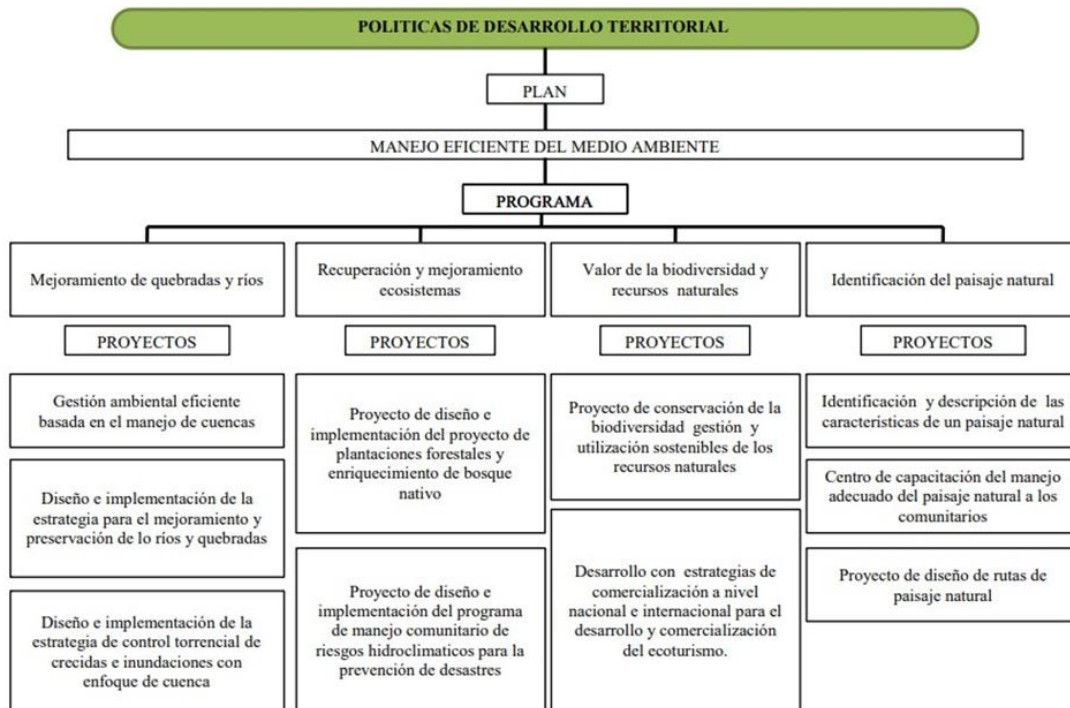 POLITICAS DE DESARROLLO TERRITORIAL
PLAN
MANEJO EFICIENTE DEL MEDIO AMBIENTE
PROGRAMA
Mejoramiento de quebradas y ríos
PROYECTOS
Gestión ambiental eficiente
basada en el manejo de cuencas
Diseño e implementación de la
estrategia para el mejoramiento y
preservación de lo ríos y quebradas
Diseño e implementación de la
estrategia de control torrencial de
crecidas e inundaciones con
enfoque de cuenca
Recuperación y mejoramiento
ecosistemas
PROYECTOS
Proyecto de diseño e
implementación del proyecto de
plantaciones forestales y
enriquecimiento de bosque
nativo
Proyecto de diseño e
implementación del programa
de manejo comunitario de
riesgos hidroclimaticos para la
prevención de desastres
Valor de la biodiversidad y
recursos naturales
PROYECTOS
Proyecto de conservación de la
biodiversidad gestión y
utilización sostenibles de los
recursos naturales
Desarrollo con estrategias de
comercialización a nivel
nacional e internacional para el
desarrollo y comercialización
del ecoturismo.
Identificación del paisaje natural
PROYECTOS
Identificación y descripción de las
características de un paisaje natural
Centro de capacitación del manejo
adecuado del paisaje natural a los
comunitarios
Proyecto de diseño de rutas de
paisaje natural